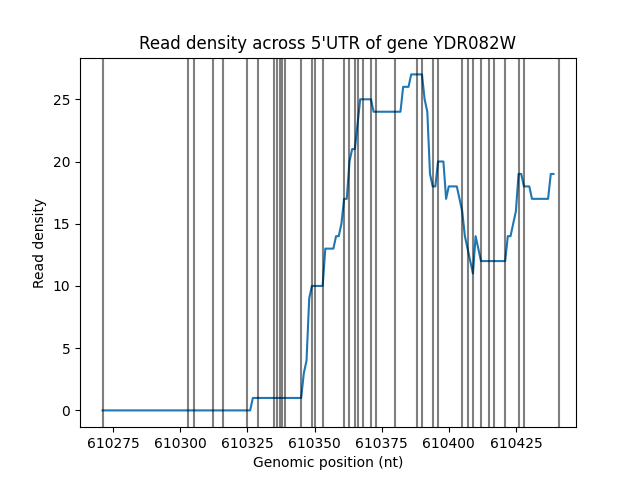 Read density across 5'UTR of gene YDR082W
Read density
25
20
15
10
5
0
610275 610300 610325 610350 610375 610400 610425
Genomic position (nt)